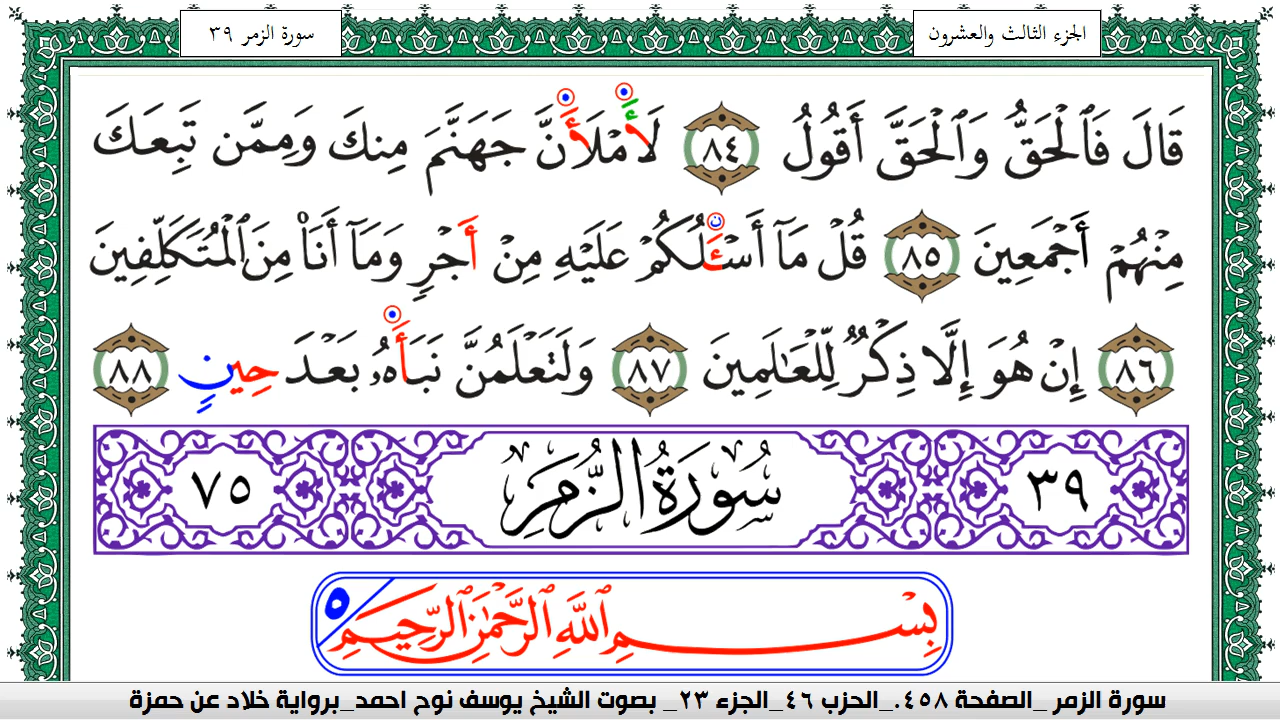 الجزء الثالث والعشرون
سورة الزمر ٣٩
قَالَ فَٱلْحَقُّ وَٱلْحَقَّ أَقُولُ ٨٤ لَأَمْلَأَنَّ جَهَنَّمَ مِنكَ وَمِمَّن تَبِعَكَ
مِنْهُمْ أَجْمَعِينَ ٨٥ قُلْ مَآ أَسْـَٔلُكُمْ عَلَيْهِ مِنْ أَجْرٍ وَمَآ أَنَا۠ مِنَ ٱلْمُتَكَلِّفِينَ
٨٦ إِنْ هُوَ إِلَّا ذِكْرٌ لِّلْعَٰلَمِينَ ٨٧ وَلَتَعْلَمُنَّ نَبَأَهُۥ بَعْدَ حِينٍ ٨٨
٣٩ سُورَةُ الزُّمَرِ ٧٥
بِسْمِ ٱللَّهِ ٱلرَّحْمَٰنِ ٱلرَّحِيمِ ٥
سورة الزمر _الصفحة ٤٥٨._الحزب ٤٦_الجزء ٢٣_ بصوت الشيخ يوسف نوح احمد_برواية خلاد عن حمزة